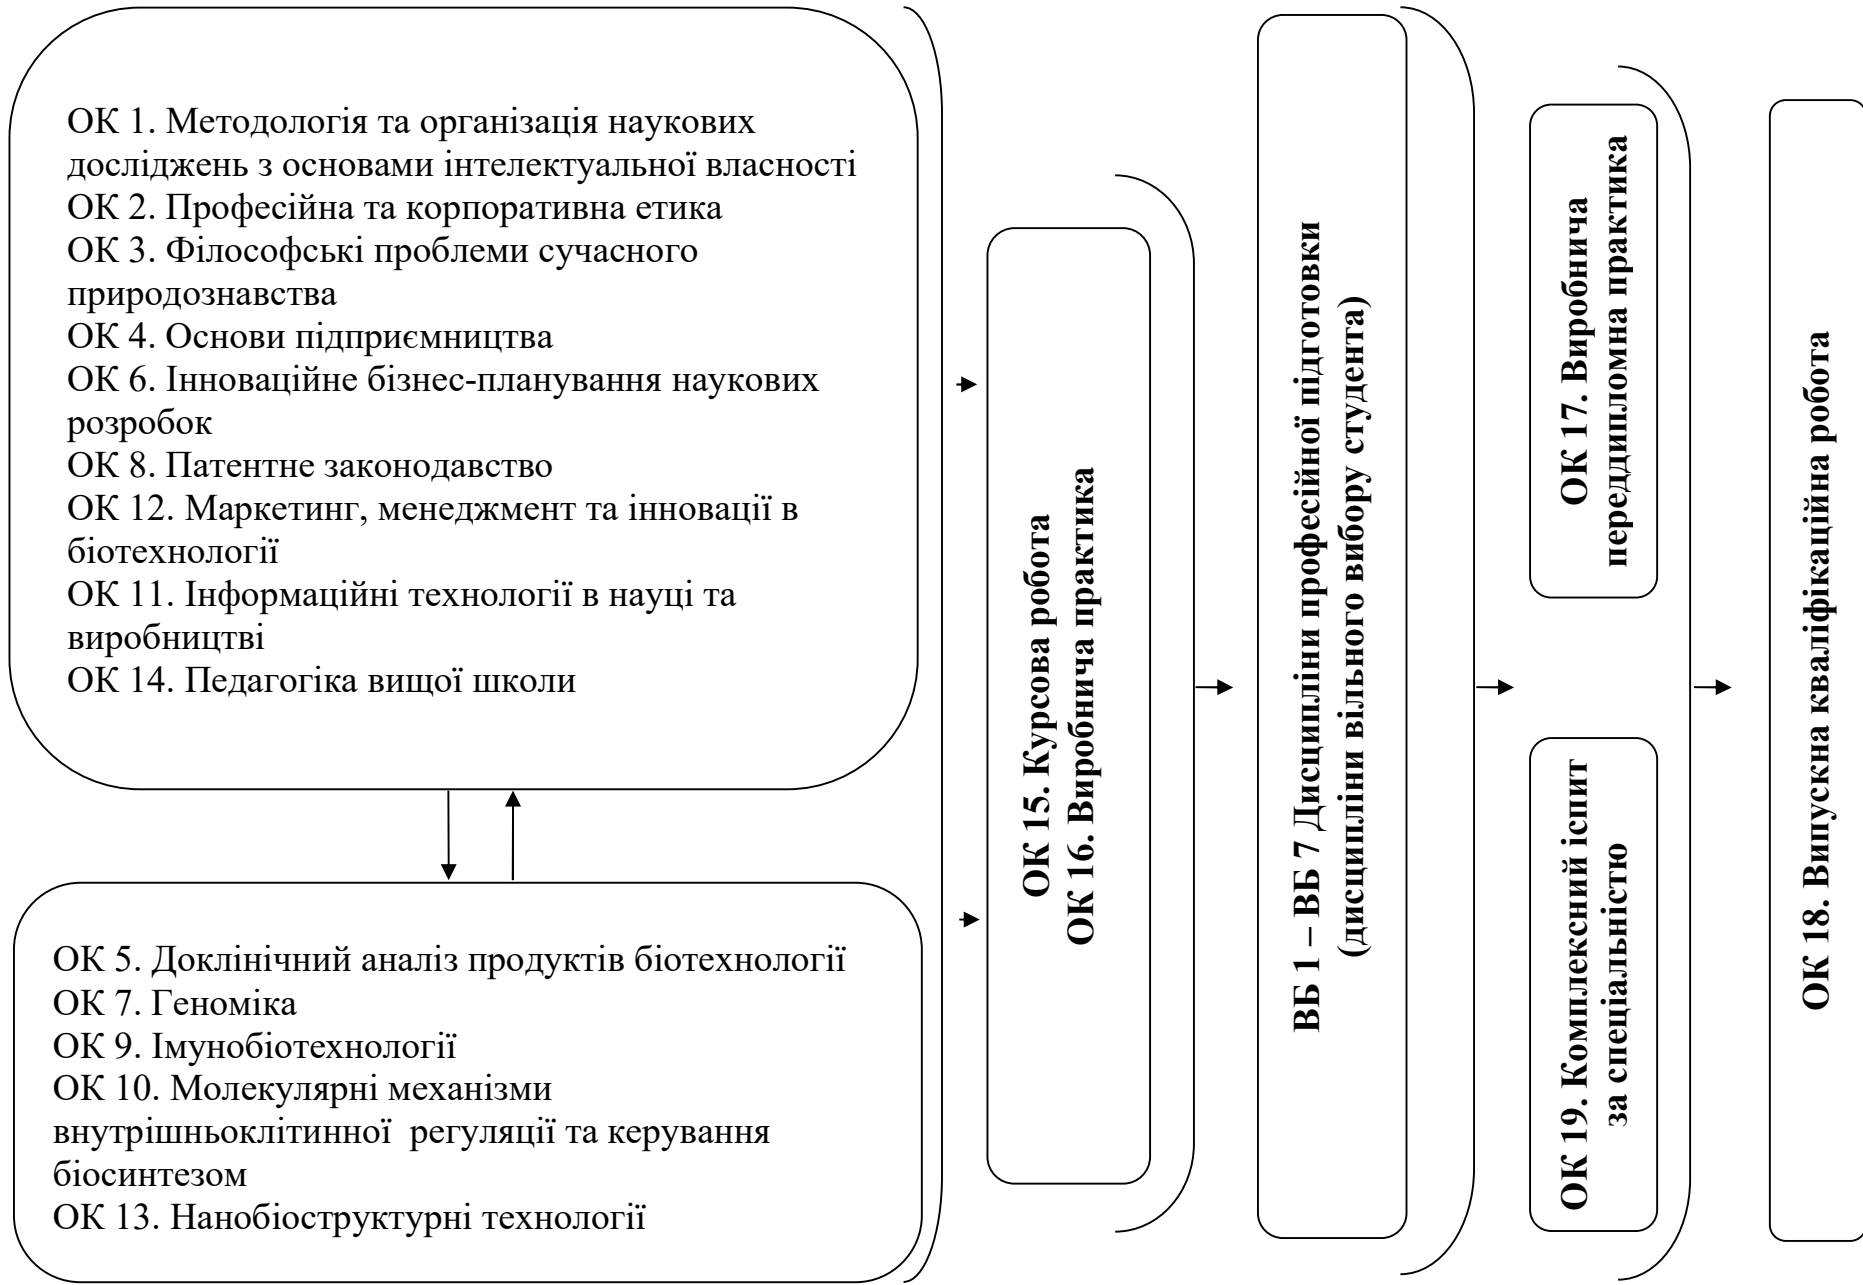 ОК 1. Методологія та організація наукових
досліджень з основами інтелектуальної власності
ОК 2. Професійна та корпоративна етика
ОК 3. Філософські проблеми сучасного
природознавства
ОК 4. Основи підприємництва
ОК 6. Інноваційне бізнес-планування наукових
розробок
ОК 8. Патентне законодавство
ОК 12. Маркетинг, менеджмент та інновації в
біотехнології
ОК 11. Інформаційні технології в науці та
виробництві
ОК 14. Педагогіка вищої школи
ОК 5. Доклінічний аналіз продуктів біотехнології
ОК 7. Геноміка
ОК 9. Імунобіотехнології
ОК 10. Молекулярні механізми
внутрішньоклітинної регуляції та керування
біосинтезом
ОК 13. Нанобіоструктурні технології
ОК 15. Курсова робота
ОК 16. Виробнича практика
ВБ 1 – ВБ 7 Дисципліни професійної підготовки
(дисципліни вільного вибору студента)
ОК 17. Виробнича
переддипломна практика
ОК 19. Комплексний іспит
за спеціальністю
ОК 18. Випускна кваліфікаційна робота